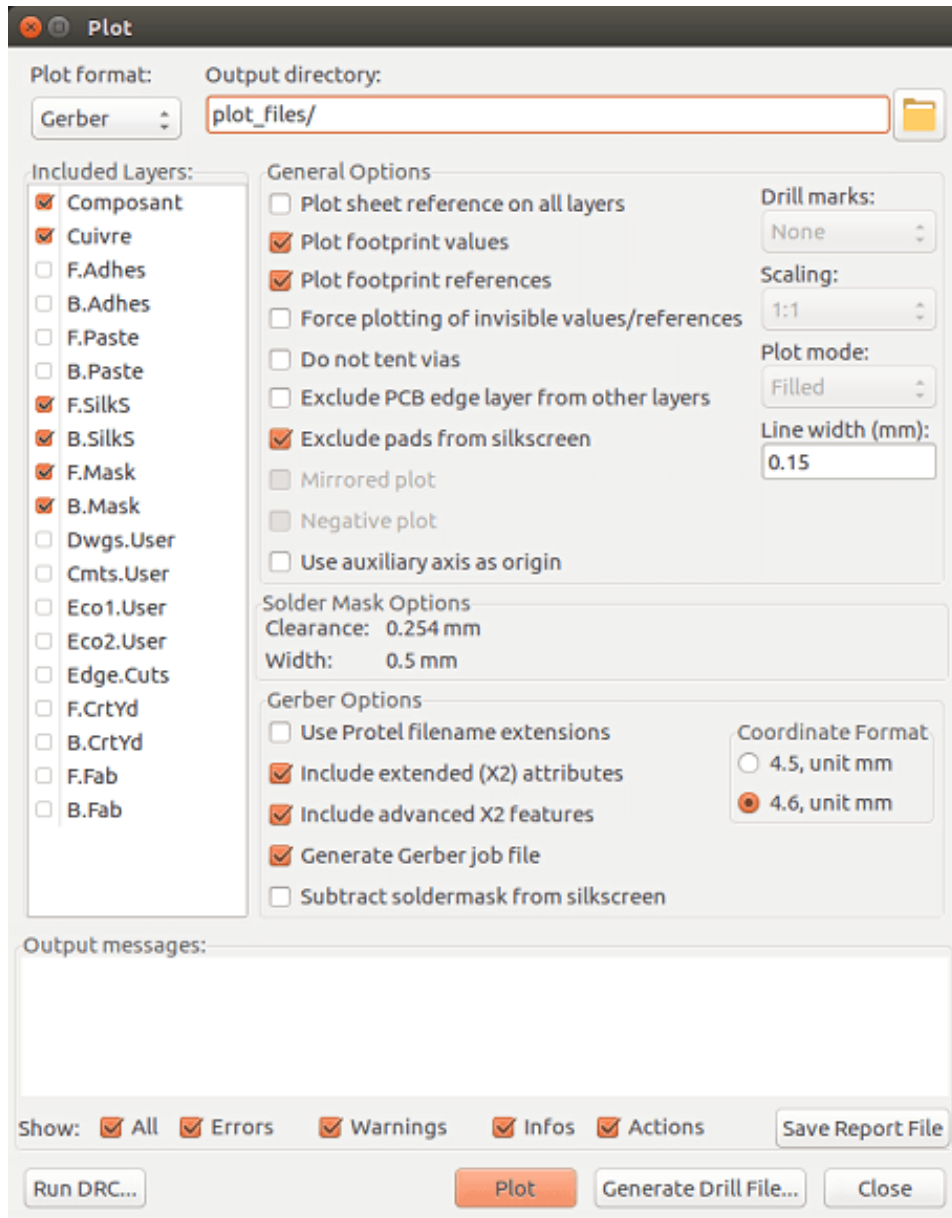 Plot
Plot format:
Output directory:
Gerber
plot_files/
Included Layers:
Composant
Cuivre
F.Adhes
B.Adhes
F.Paste
B.Paste
F.SilkS
B.SilkS
F.Mask
B.Mask
Dwgs.User
Cmts.User
Eco1.User
Eco2.User
Edge.Cuts
F.CrtYd
B.CrtYd
F.Fab
B.Fab
General Options
Plot sheet reference on all layers
Plot footprint values
Plot footprint references
Force plotting of invisible values/references
Do not tent vias
Exclude PCB edge layer from other layers
Exclude pads from silkscreen
Mirrored plot
Negative plot
Use auxiliary axis as origin
Drill marks:
None
Scaling:
1:1
Plot mode:
Filled
Line width (mm):
0.15
Solder Mask Options
Clearance: 0.254 mm
Width: 0.5 mm
Gerber Options
Use Protel filename extensions
Include extended (X2) attributes
Include advanced X2 features
Generate Gerber job file
Subtract soldermask from silkscreen
Coordinate Format
4.5, unit mm
4.6, unit mm
Output messages:
Show: All Errors Warnings Infos Actions Save Report File
Run DRC... Plot Generate Drill File... Close